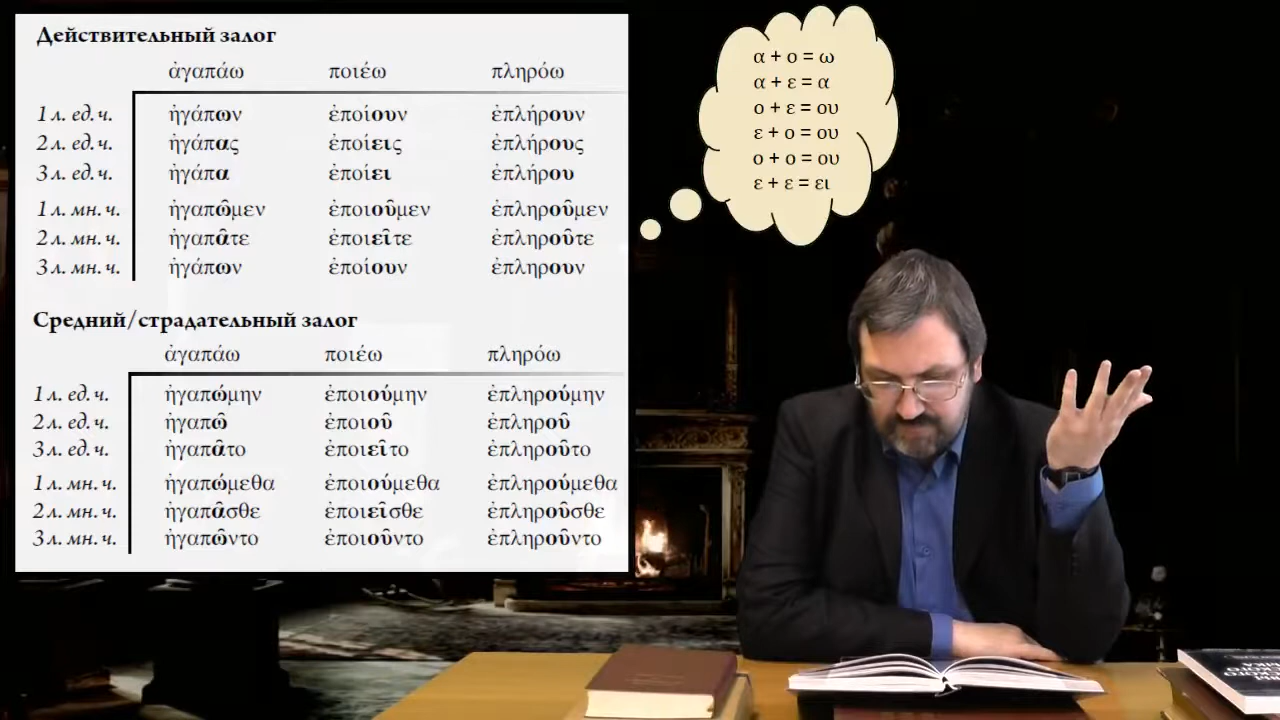 Действительный залог
ἀγαπάω ποιέω πληρόω
1 л. ед. ч. ἠγάπων ἐποίουν ἐπλήρουν
2 л. ед. ч. ἠγάπας ἐποίεις ἐπλήρους
3 л. ед. ч. ἠγάπα ἐποίει ἐπλήρου
1 л. мн. ч. ἠγαπῶμεν ἐποιοῦμεν ἐπληροῦμεν
2 л. мн. ч. ἠγαπᾶτε ἐποιεῖτε ἐπληροῦτε
3 л. мн. ч. ἠγάπων ἐποίουν ἐπληρουν
Средний/страдательный залог
ἀγαπάω ποιέω πληρόω
1 л. ед. ч. ἠγαπώμην ἐποιούμην ἐπληρούμην
2 л. ед. ч. ἠγαπῶ ἐποιοῦ ἐπληροῦ
3 л. ед. ч. ἠγαπᾶτο ἐποιεῖτο ἐπληροῦτο
1 л. мн. ч. ἠγαπώμεθα ἐποιούμεθα ἐπληρούμεθα
2 л. мн. ч. ἠγαπᾶσθε ἐποιεῖσθε ἐπληροῦσθε
3 л. мн. ч. ἠγαπῶντο ἐποιοῦντο ἐπληροῦντο
α + ο = ω
α + ε = α
ο + ε = ου
ε + ο = ου
ο + ο = ου
ε + ε = ει